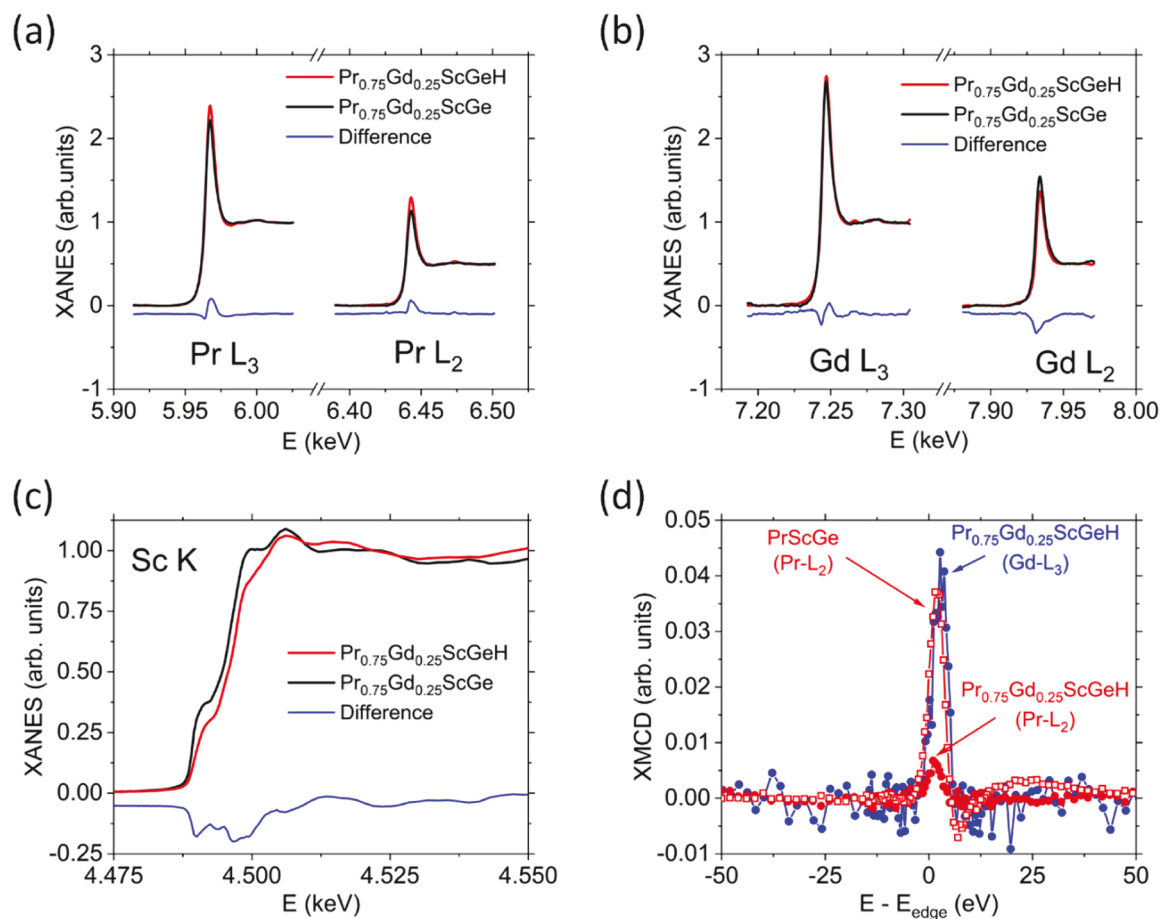 (a)
3
2
1
0
-1
XANES (arb.units)
Pr0.75Gd0.25ScGeH
Pr0.75Gd0.25ScGe
Difference
Pr L3
Pr L2
5.90 5.95 6.00 6.40 6.45 6.50
E (keV)
(b)
3
2
1
0
-1
XANES (arb.units)
Pr0.75Gd0.25ScGeH
Pr0.75Gd0.25ScGe
Difference
Gd L3
Gd L2
7.20 7.25 7.30 7.90 7.95 8.00
E (keV)
(c)
Sc K
1.00
0.75
0.50
0.25
0.00
-0.25
XANES (arb. units)
Pr0.75Gd0.25ScGeH
Pr0.75Gd0.25ScGe
Difference
4.475 4.500 4.525 4.550
E (keV)
(d)
0.05
0.04
0.03
0.02
0.01
0.00
-0.01
XMCD (arb. units)
PrScGe
(Pr-L2)
Pr0.75Gd0.25ScGeH
(Gd-L3)
Pr0.75Gd0.25ScGeH
(Pr-L2)
-50 -25 0 25 50
E - Eedge (eV)